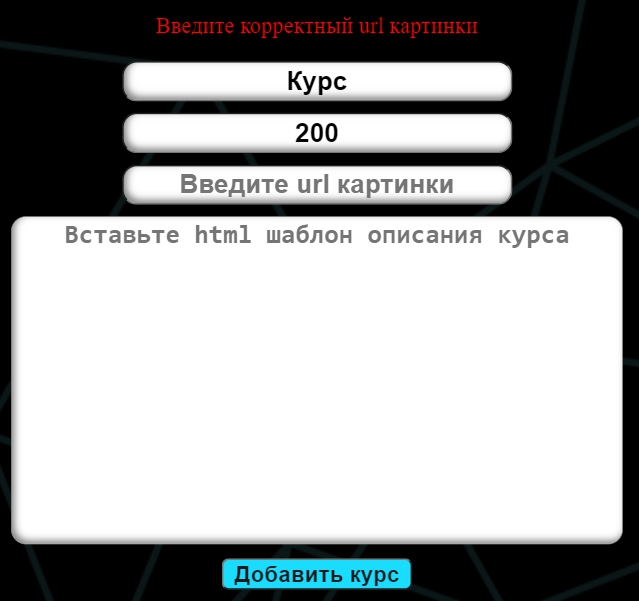 Введите корректный url картинки
Курс
200
Введите url картинки
Вставьте html шаблон описания курса
Добавить курс